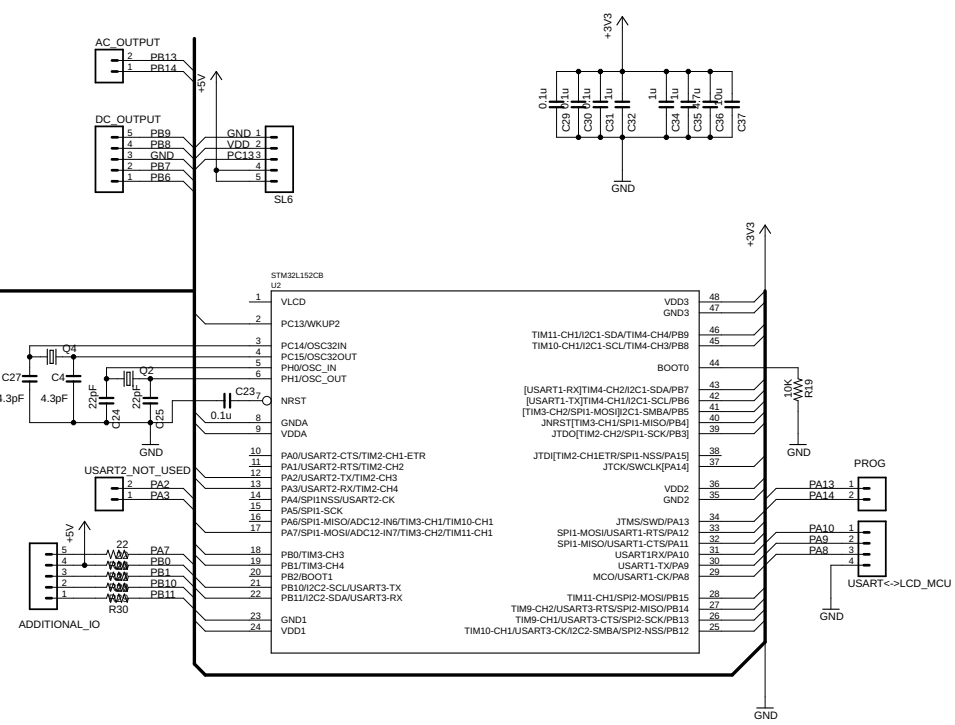 AC_OUTPUT
2 PB13
1 PB14
+5V
DC_OUTPUT
5 PB9
4 PB8
3 GND
2 PB7
1 PB6
GND 1
VDD 2
PC13 3
4
5
SL6
+3V3
0.1u C29
0.1u C30
0.1u C31
1u C32
1u C34
1u C35
4.7u C36
10u C37
GND
+3V3
STM32L152CB
U2
1 VLCD
2 PC13/WKUP2
3 PC14/OSC32IN
4 PC15/OSC32OUT
5 PH0/OSC_IN
6 PH1/OSC_OUT
7 NRST
8 GNDA
9 VDDA
10 PA0/USART2-CTS/TIM2-CH1-ETR
11 PA1/USART2-RTS/TIM2-CH2
12 PA2/USART2-TX/TIM2-CH3
13 PA3/USART2-RX/TIM2-CH4
14 PA4/SPI1NSS/USART2-CK
15 PA5/SPI1-SCK
16 PA6/SPI1-MISO/ADC12-IN6/TIM3-CH1/TIM10-CH1
17 PA7/SPI1-MOSI/ADC12-IN7/TIM3-CH2/TIM11-CH1
18 PB0/TIM3-CH3
19 PB1/TIM3-CH4
20 PB2/BOOT1
21 PB10/I2C2-SCL/USART3-TX
22 PB11/I2C2-SDA/USART3-RX
23 GND1
24 VDD1
VDD3 48
GND3 47
TIM11-CH1/I2C1-SDA/TIM4-CH4/PB9 46
TIM10-CH1/I2C1-SCL/TIM4-CH3/PB8 45
BOOT0 44
[USART1-RX]TIM4-CH2/I2C1-SDA/PB7 43
[USART1-TX]TIM4-CH1/I2C1-SCL/PB6 42
[TIM3-CH2/SPI1-MOSI]I2C1-SMBA/PB5 41
JNRST[TIM3-CH1/SPI1-MISO/PB4] 40
JTDO[TIM2-CH2/SPI1-SCK/PB3] 39
JTDI[TIM2-CH1ETR/SPI1-NSS/PA15] 38
JTCK/SWCLK[PA14] 37
VDD2 36
GND2 35
JTMS/SWD/PA13 34
SPI1-MOSI/USART1-RTS/PA12 33
SPI1-MISO/USART1-CTS/PA11 32
USART1RX/PA10 31
USART1-TX/PA9 30
MCO/USART1-CK/PA8 29
TIM11-CH1/SPI2-MOSI/PB15 28
TIM9-CH2/USART3-RTS/SPI2-MISO/PB14 27
TIM9-CH1/USART3-CTS/SPI2-SCK/PB13 26
TIM10-CH1/USART3-CK/I2C2-SMBA/SPI2-NSS/PB12 25
Q4
C27
4.3pF
C4
4.3pF
Q2
22pF
C24
22pF
C25
C23
0.1u
GND
10K
R19
GND
USART2_NOT_USED
2 PA2
1 PA3
+5V
22
5 PA7
4 PB0
3 PB1
2 PB10
1 PB11
R30
ADDITIONAL_IO
PROG
PA13 1
PA14 2
PA10 1
PA9 2
PA8 3
4
USART<->LCD_MCU
GND
GND